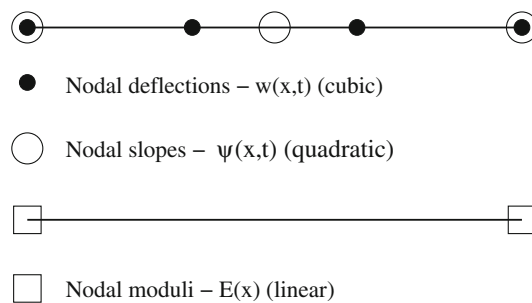 Nodal deflections − w(x,t) (cubic)
Nodal slopes − ψ(x,t) (quadratic)
Nodal moduli − E(x) (linear)